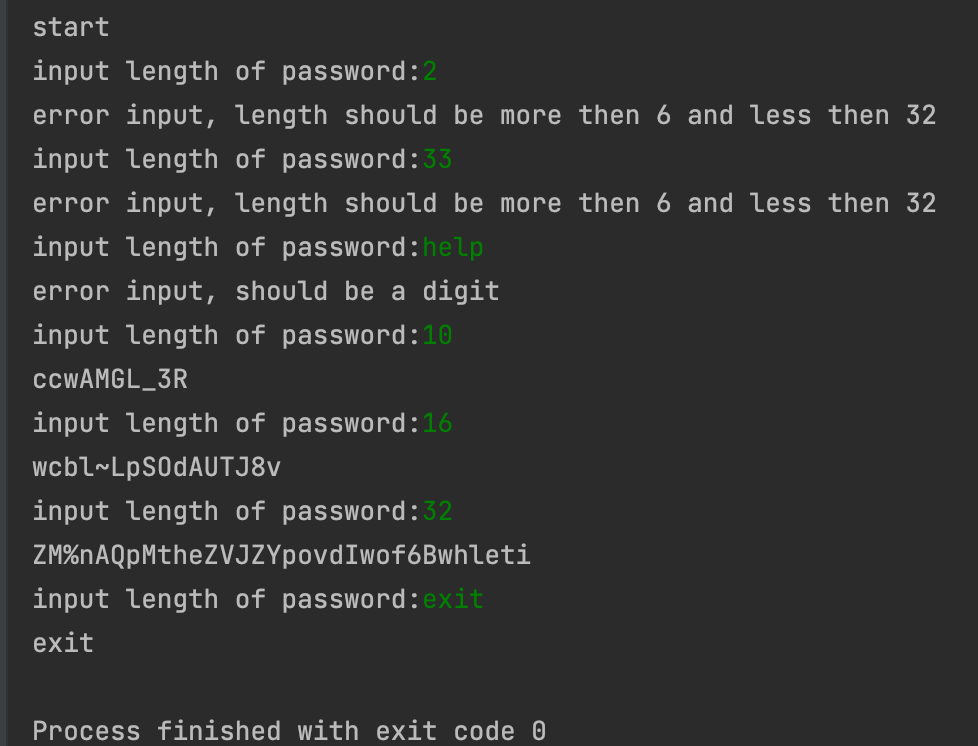 start
input length of password:2
error input, length should be more then 6 and less then 32
input length of password:33
error input, length should be more then 6 and less then 32
input length of password:help
error input, should be a digit
input length of password:10
ccwAMGL_3R
input length of password:16
wcbl~LpSOdAUTJ8v
input length of password:32
ZM%nAQpMtheZVJZYpovdIwof6Bwhleti
input length of password:exit
exit
Process finished with exit code 0